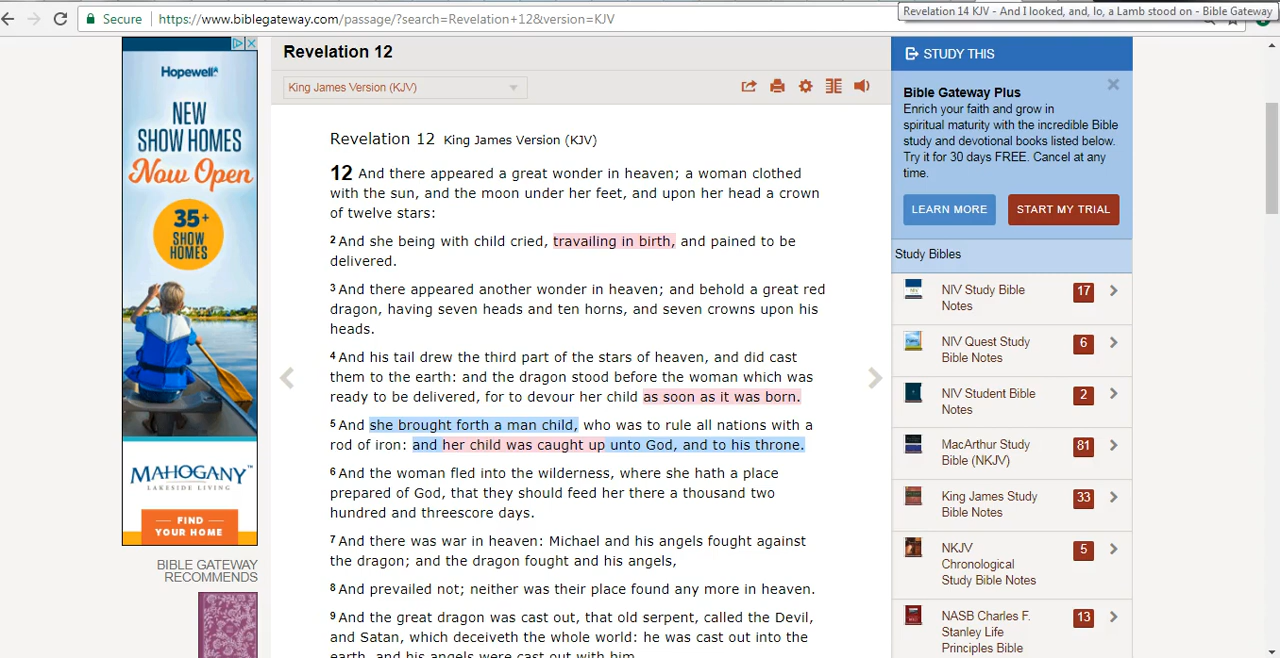 Secure https://www.biblegateway.com/passage/?search=Revelation+12&version=KJV
Revelation 14 KJV - And I looked, and, lo, a Lamb stood on - Bible Gateway
Hopewell
NEW
SHOW HOMES
Now Open
35+
SHOW
HOMES
MAHOGANY™
LAKESIDE LIVING
FIND
YOUR HOME
BIBLE GATEWAY
RECOMMENDS
Revelation 12
King James Version (KJV)
Revelation 12 King James Version (KJV)
12 And there appeared a great wonder in heaven; a woman clothed
with the sun, and the moon under her feet, and upon her head a crown
of twelve stars:
2 And she being with child cried, travailing in birth, and pained to be
delivered.
3 And there appeared another wonder in heaven; and behold a great red
dragon, having seven heads and ten horns, and seven crowns upon his
heads.
4 And his tail drew the third part of the stars of heaven, and did cast
them to the earth: and the dragon stood before the woman which was
ready to be delivered, for to devour her child as soon as it was born.
5 And she brought forth a man child, who was to rule all nations with a
rod of iron: and her child was caught up unto God, and to his throne.
6 And the woman fled into the wilderness, where she hath a place
prepared of God, that they should feed her there a thousand two
hundred and threescore days.
7 And there was war in heaven: Michael and his angels fought against
the dragon; and the dragon fought and his angels,
8 And prevailed not; neither was their place found any more in heaven.
9 And the great dragon was cast out, that old serpent, called the Devil,
and Satan, which deceiveth the whole world: he was cast out into the
earth, and his angels were cast out with him.
STUDY THIS
Bible Gateway Plus
Enrich your faith and grow in
spiritual maturity with the incredible Bible
study and devotional books listed below.
Try it for 30 days FREE. Cancel at any
time.
LEARN MORE START MY TRIAL
Study Bibles
NIV Study Bible 17
Notes
NIV Quest Study 6
Bible Notes
NIV Student Bible 2
Notes
MacArthur Study 81
Bible (NKJV)
King James Study 33
Bible Notes
NKJV 5
Chronological
Study Bible Notes
NASB Charles F. 13
Stanley Life
Principles Bible